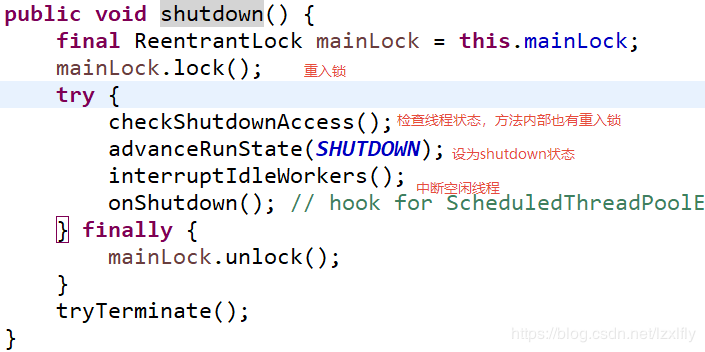 public void shutdown() {
final ReentrantLock mainLock = this.mainLock;
mainLock.lock(); 重入锁
try {
checkShutdownAccess(); 检查线程状态，方法内部也有重入锁
advanceRunState(SHUTDOWN); 设为shutdown状态
interruptIdleWorkers();
中断空闲线程
onShutdown(); // hook for ScheduledThreadPoolE
} finally {
mainLock.unlock();
}
tryTerminate();
}
https://blog.csdn.net/lzxlfly